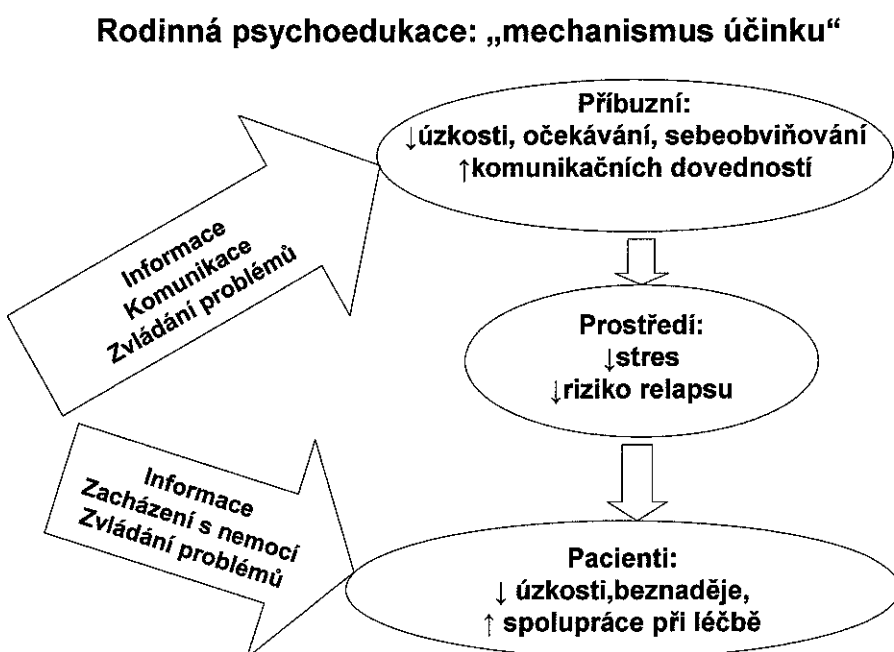 Rodinná psychoedukace: „mechanismus účinku“
Příbuzní:
↓úzkosti, očekávání, sebeobviňování
↑komunikačních dovedností
Informace
Komunikace
Zvládání problémů
Prostředí:
↓stres
↓riziko relapsu
Informace
Zacházení s nemocí
Zvládání problémů
Pacienti:
↓ úzkosti,beznaděje,
↑ spolupráce při léčbě